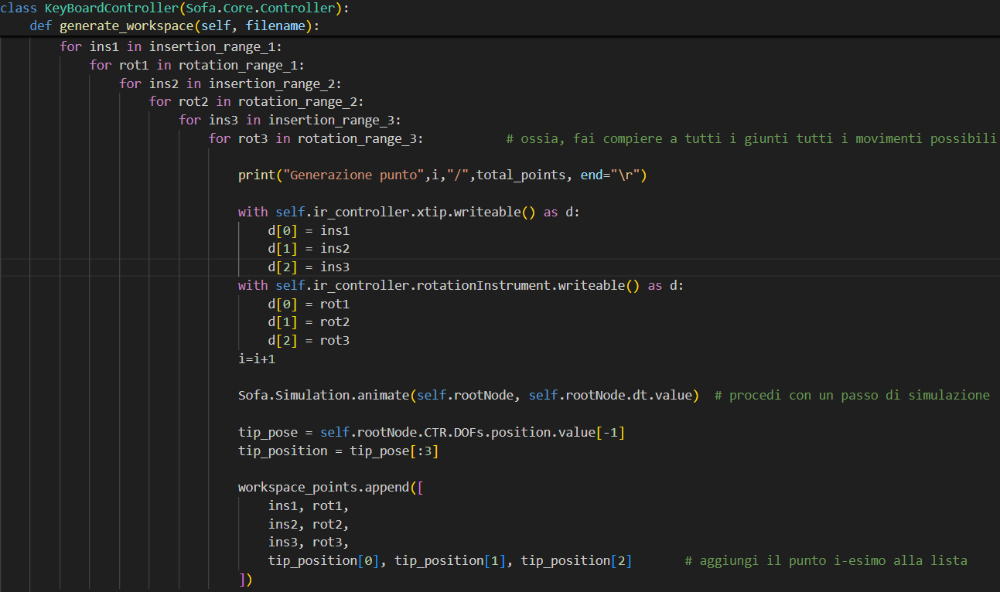 class KeyBoardController(Sofa.Core.Controller):
    def generate_workspace(self, filename):
        for ins1 in insertion_range_1:
            for rot1 in rotation_range_1:
                for ins2 in insertion_range_2:
                    for rot2 in rotation_range_2:
                        for ins3 in insertion_range_3:
                            for rot3 in rotation_range_3:           # ossia, fai compiere a tutti i giunti tutti i movimenti possibili
                                print("Generazione punto",i,"/",total_points, end="\r")
                                with self.ir_controller.xtip.writeable() as d:
                                    d[0] = ins1
                                    d[1] = ins2
                                    d[2] = ins3
                                with self.ir_controller.rotationInstrument.writeable() as d:
                                    d[0] = rot1
                                    d[1] = rot2
                                    d[2] = rot3
                                i=i+1
                                Sofa.Simulation.animate(self.rootNode, self.rootNode.dt.value)  # procedi con un passo di simulazione
                                tip_pose = self.rootNode.CTR.DOFs.position.value[-1]
                                tip_position = tip_pose[:3]
                                workspace_points.append([
                                    ins1, rot1,
                                    ins2, rot2,
                                    ins3, rot3,
                                    tip_position[0], tip_position[1], tip_position[2]       # aggiungi il punto i-esimo alla lista
                                ])